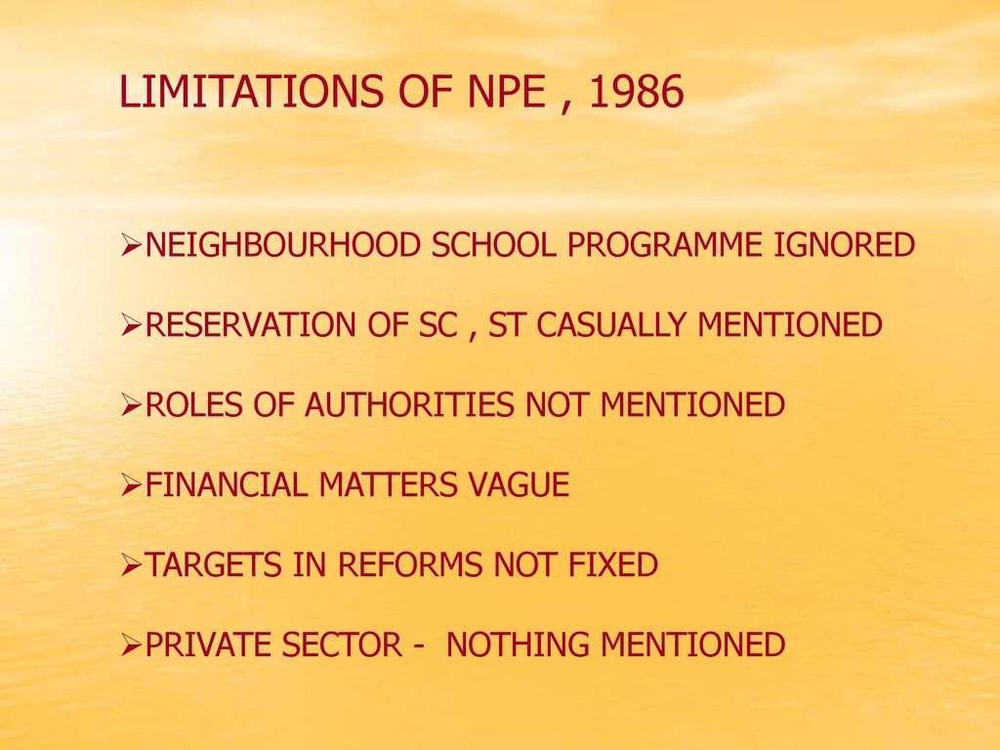 LIMITATIONS OF NPE , 1986
➢NEIGHBOURHOOD SCHOOL PROGRAMME IGNORED
➢RESERVATION OF SC , ST CASUALLY MENTIONED
➢ROLES OF AUTHORITIES NOT MENTIONED
➢FINANCIAL MATTERS VAGUE
➢TARGETS IN REFORMS NOT FIXED
➢PRIVATE SECTOR - NOTHING MENTIONED